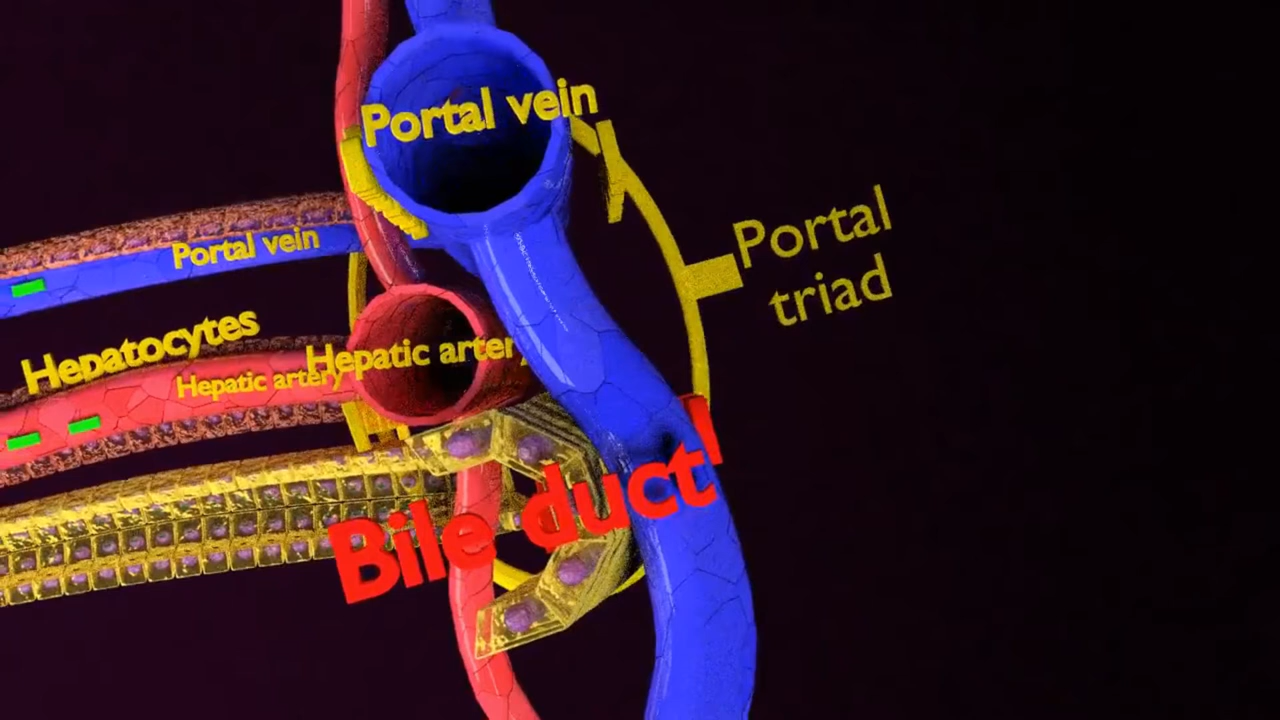 Portal vein
Portal
triad
Portal vein
Hepatocytes
Hepatic artery
Hepatic artery
Bile duct